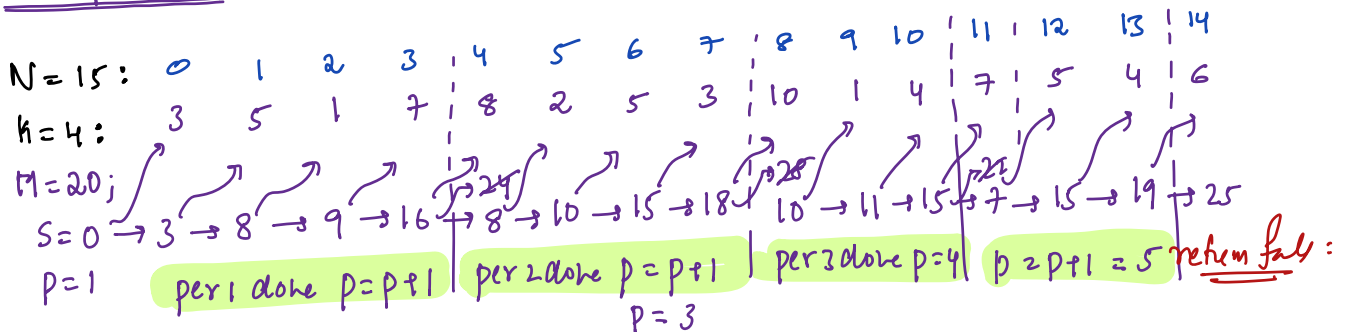 N = 15 : 0 1 2 3 4 5 6 7 8 9 10 11 12 13 14
K = 4 : 3 5 1 7 8 2 5 3 10 1 4 7 5 4 6
M = 20 ;
S = 0 → 3 → 8 → 9 → 16 → 24 → 8 → 10 → 15 → 18 → 28 10 → 11 → 15 → 22 → 7 → 15 → 19 → 25
P = 1 per 1 done P = P+1 per 2 done P = P+1 per 3 done P = 4 P = P+1 = 5 return :
P = 3